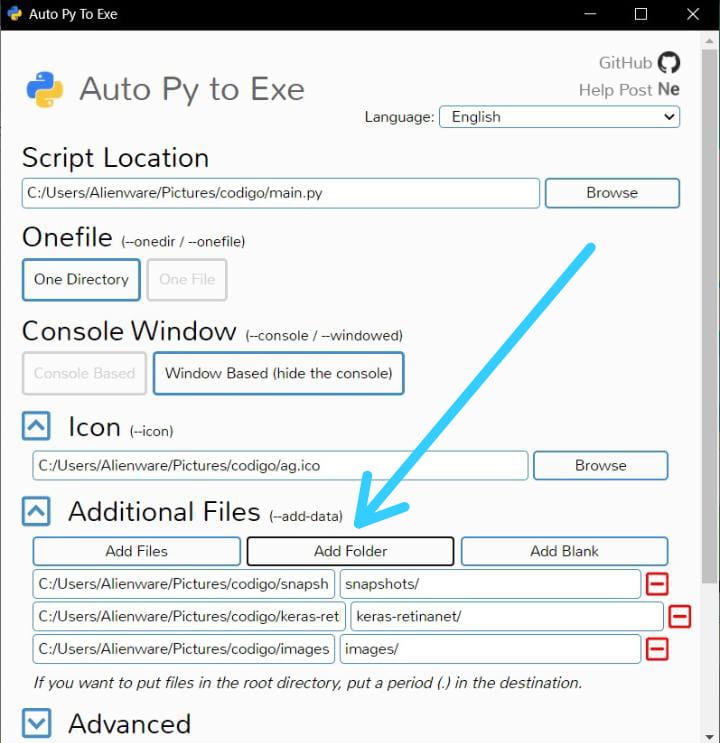 Auto Py To Exe
GitHub
Help Post Ne
Auto Py to Exe
Language: English
Script Location
C:/Users/Alienware/Pictures/codigo/main.py Browse
Onefile (--onedir / --onefile)
One Directory One File
Console Window (--console / --windowed)
Console Based Window Based (hide the console)
Icon (--icon)
C:/Users/Alienware/Pictures/codigo/ag.ico Browse
Additional Files (--add-data)
Add Files Add Folder Add Blank
C:/Users/Alienware/Pictures/codigo/snapsh snapshots/
C:/Users/Alienware/Pictures/codigo/keras-ret keras-retinanet/
C:/Users/Alienware/Pictures/codigo/images images/
If you want to put files in the root directory, put a period (.) in the destination.
Advanced